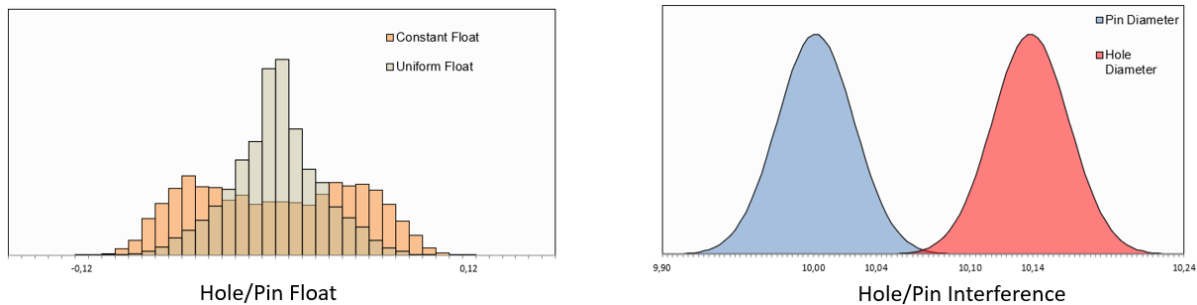 Constant Float
Uniform Float
-0,12
0,12
Hole/Pin Float
Pin Diameter
Hole
Diameter
9,90
10,00
10,04
10,10
10,14
10,24
Hole/Pin Interference